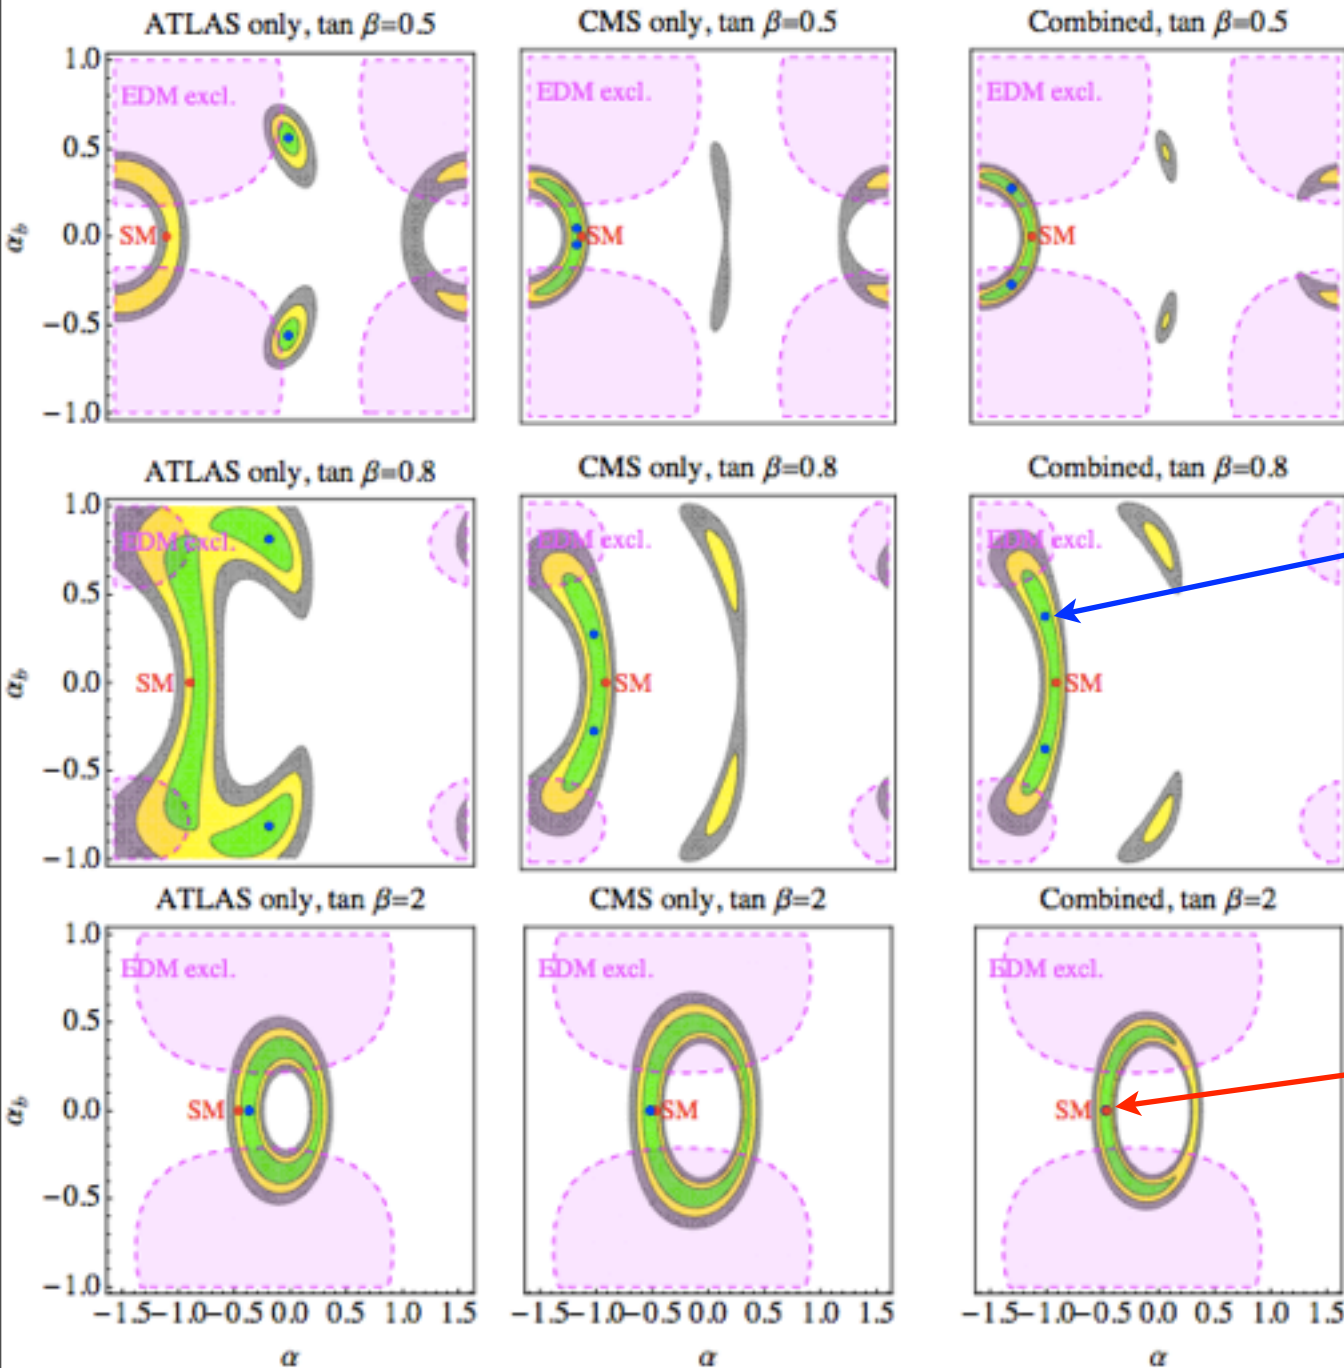 ATLAS only, tan β=0.5
CMS only, tan β=0.5
Combined, tan β=0.5
1.0
0.5
0.0
−0.5
−1.0
α_b
EDM excl.
SM
EDM excl.
SM
EDM excl.
SM
ATLAS only, tan β=0.8
CMS only, tan β=0.8
Combined, tan β=0.8
1.0
0.5
0.0
−0.5
−1.0
α_b
EDM excl.
SM
EDM excl.
SM
EDM excl.
SM
ATLAS only, tan β=2
CMS only, tan β=2
Combined, tan β=2
1.0
0.5
0.0
−0.5
−1.0
α_b
EDM excl.
SM
EDM excl.
SM
EDM excl.
SM
−1.5−1.0−0.5 0.0 0.5 1.0 1.5
−1.5−1.0−0.5 0.0 0.5 1.0 1.5
−1.5−1.0−0.5 0.0 0.5 1.0 1.5
α
α
α